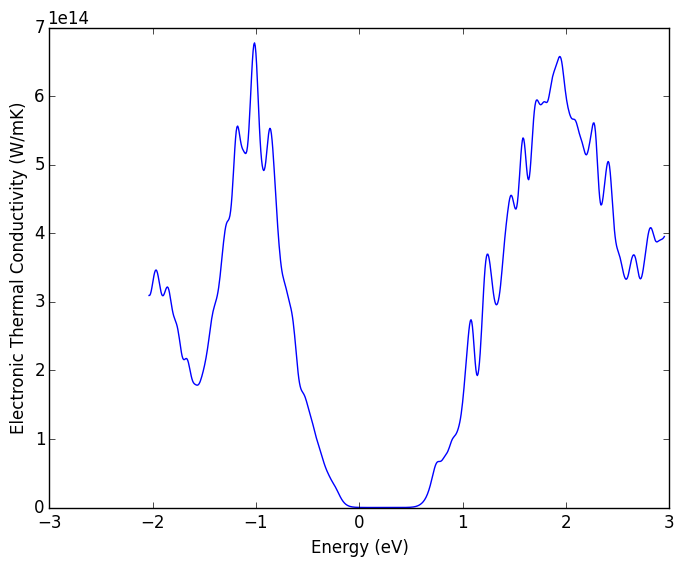 1e14
7
6
5
4
3
2
1
0
−3 −2 −1 0 1 2 3
Electronic Thermal Conductivity (W/mK)
Energy (eV)